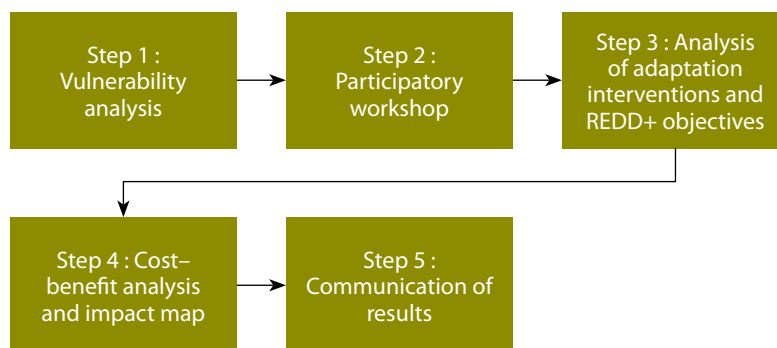 Step 1 :
Vulnerability
analysis
Step 2 :
Participatory
workshop
Step 3 : Analysis
of adaptation
interventions and
REDD+ objectives
Step 4 : Cost–
benefit analysis
and impact map
Step 5 :
Communication of
results